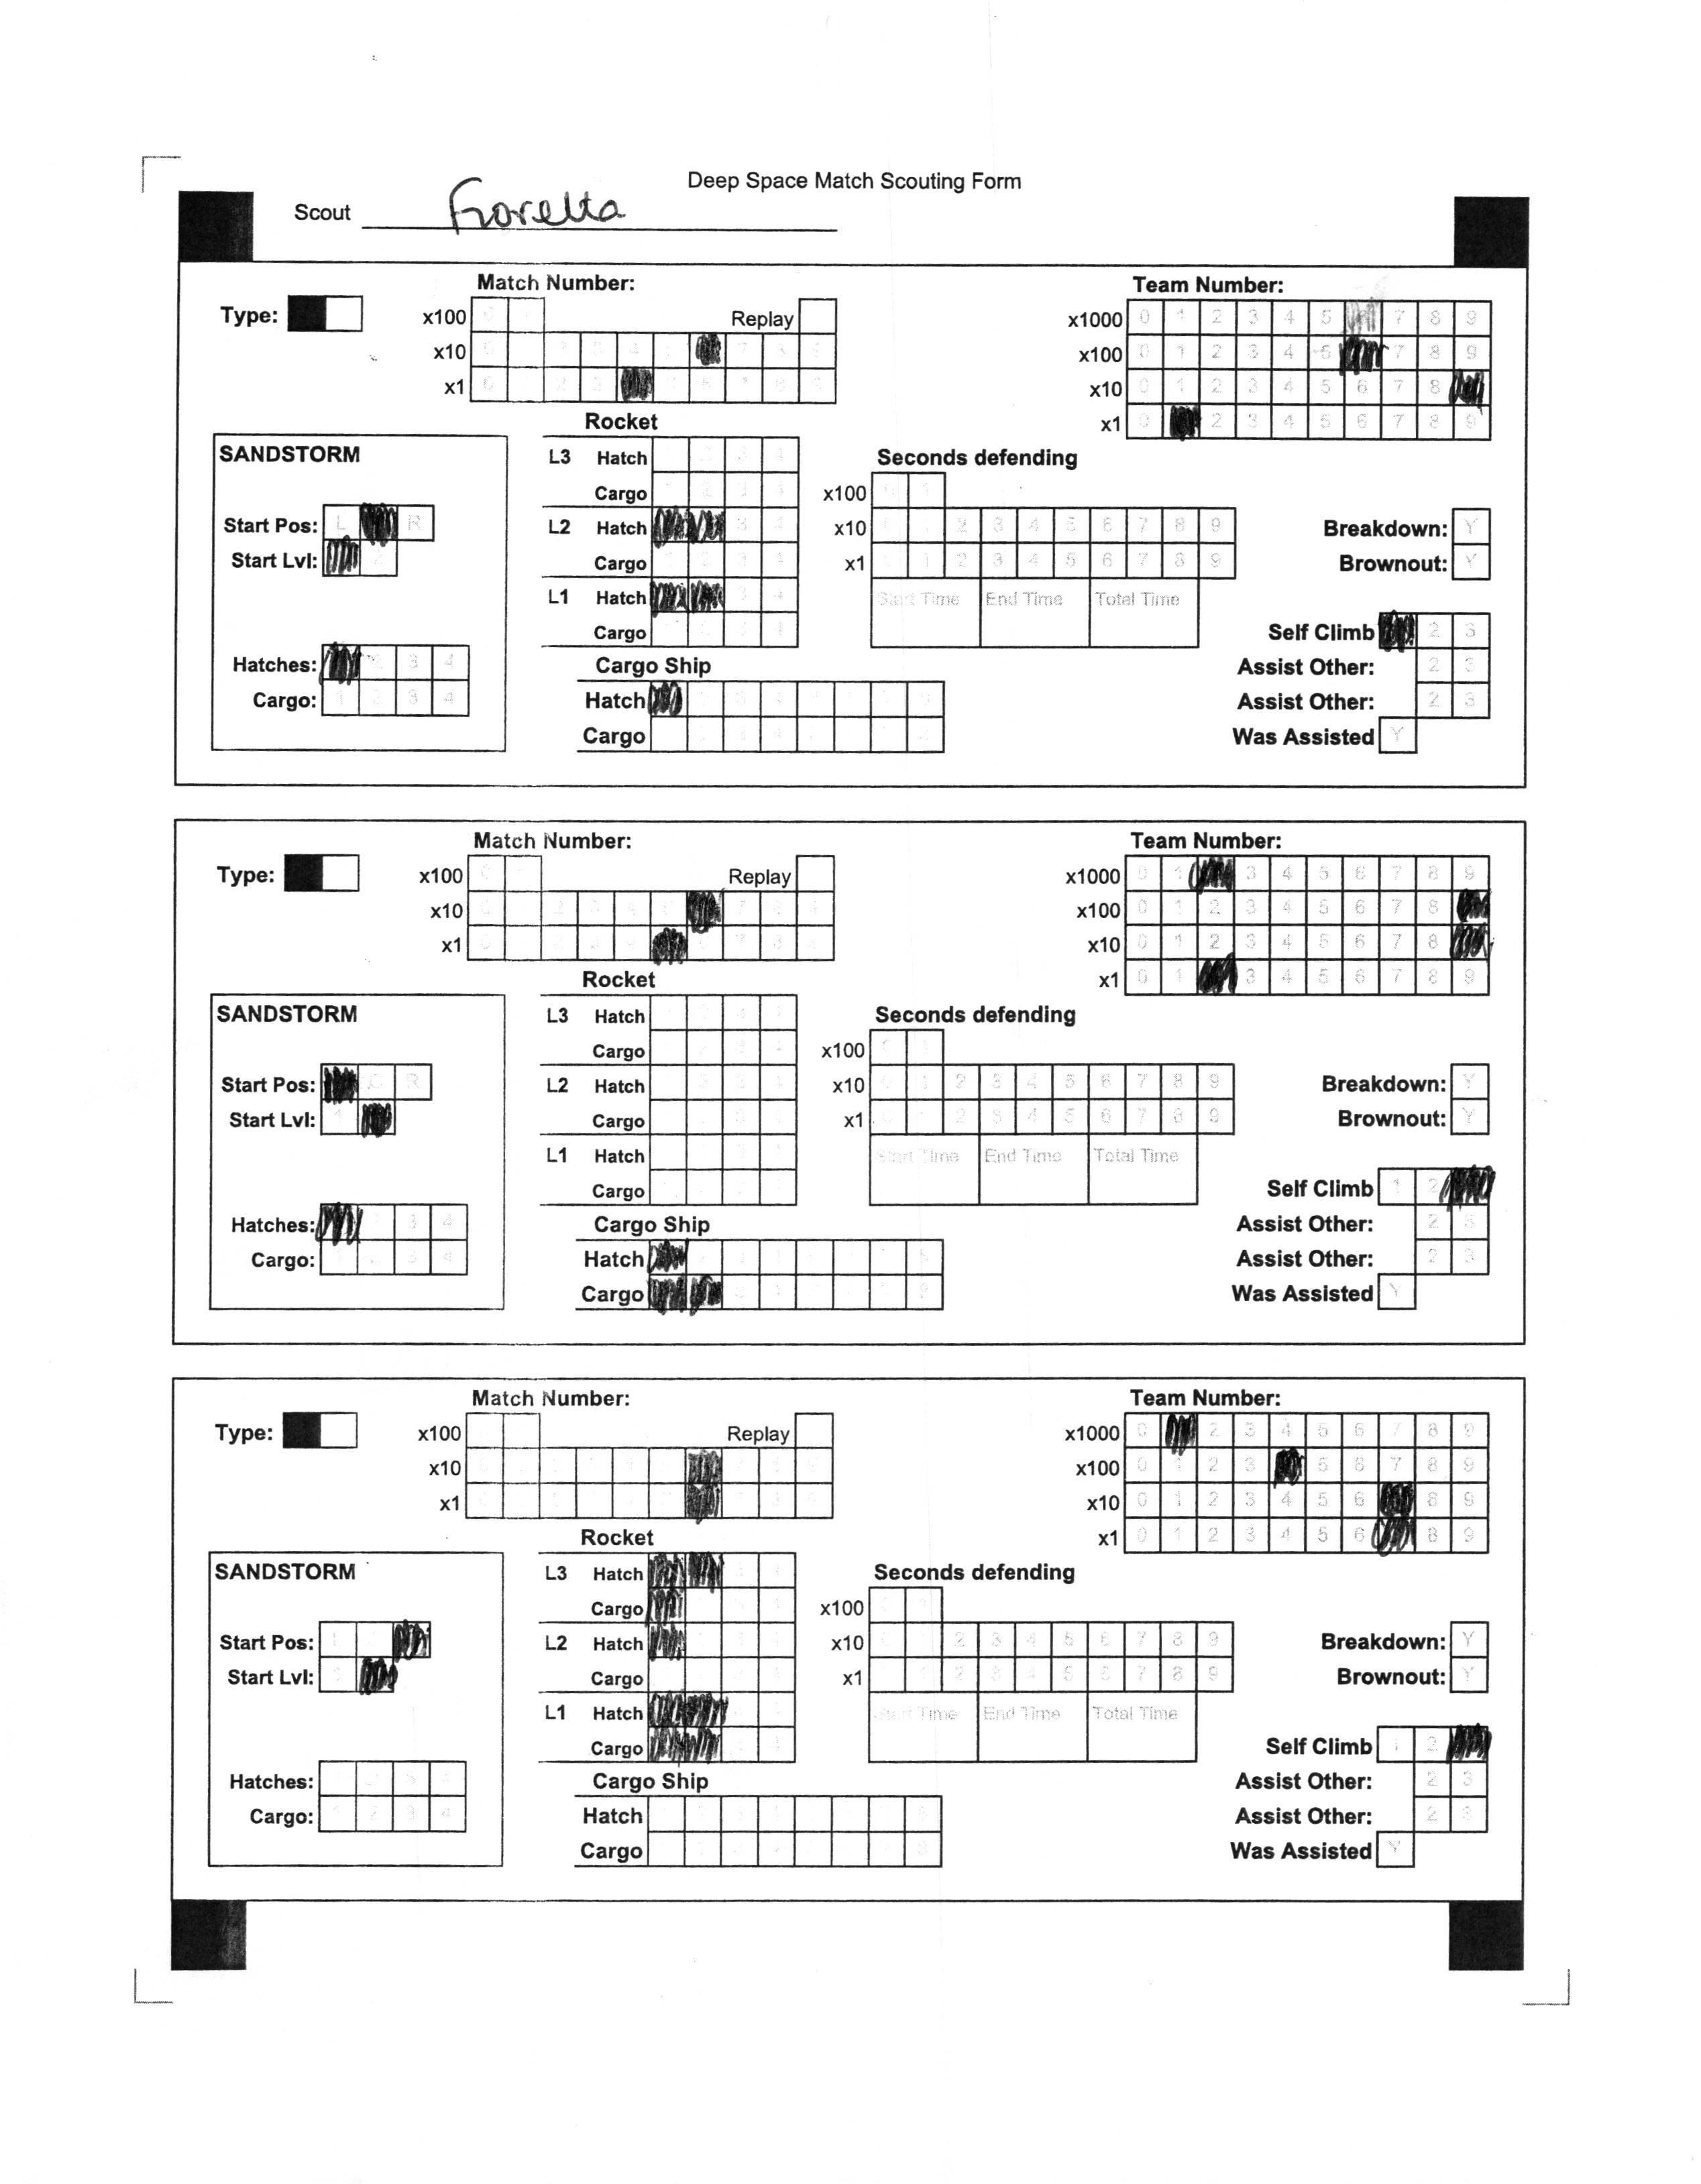 Deep Space Match Scouting Form
Scout Fioretta
Match Number: Team Number:
Type: x100 Replay x1000 0 1 2 3 4 5 7 8 9
x10 x100 0 1 2 3 4 5 7 8 9
x1 x10 0 1 2 3 4 5 6 7 8
Rocket x1 0 2 3 4 5 6 7 8 9
SANDSTORM L3 Hatch Seconds defending
Cargo x100
Start Pos: L R L2 Hatch 3 4 x10 2 3 4 5 6 7 8 9 Breakdown: Y
Start Lvl: Cargo x1 1 2 3 4 5 6 7 8 9 Brownout: Y
L1 Hatch 3 4 Start Time End Time Total Time
Cargo Self Climb 2 3
Hatches: 3 4 Cargo Ship Assist Other: 2 3
Cargo: 1 2 3 4 Hatch Assist Other: 2 3
Cargo Was Assisted Y
Match Number: Team Number:
Type: x100 Replay x1000 0 1 3 4 5 6 7 8 9
x10 x100 0 1 2 3 4 5 6 7 8
x1 x10 0 1 2 3 4 5 6 7 8
Rocket x1 0 1 3 4 5 6 7 8 9
SANDSTORM L3 Hatch Seconds defending
Cargo x100
Start Pos: C R L2 Hatch x10 1 2 3 4 5 6 7 8 9 Breakdown: Y
Start Lvl: 1 Cargo x1 1 2 3 4 5 6 7 8 9 Brownout: Y
L1 Hatch Start Time End Time Total Time
Cargo Self Climb 1 2
Hatches: 3 4 Cargo Ship Assist Other: 2 3
Cargo: 2 3 4 Hatch Assist Other: 2 3
Cargo Was Assisted Y
Match Number: Team Number:
Type: x100 Replay x1000 0 2 3 4 5 6 7 8 9
x10 x100 0 1 2 3 5 6 7 8 9
x1 x10 0 1 2 3 4 5 6 8 9
Rocket x1 0 1 2 3 4 5 6 8 9
SANDSTORM L3 Hatch Seconds defending
Cargo x100
Start Pos: L L2 Hatch x10 2 3 4 5 6 7 8 9 Breakdown: Y
Start Lvl: 1 Cargo x1 2 3 4 5 6 7 8 9 Brownout: Y
L1 Hatch Start Time End Time Total Time
Cargo Self Climb 1 2
Hatches: 2 3 4 Cargo Ship Assist Other: 2 3
Cargo: 1 2 3 4 Hatch Assist Other: 2 3
Cargo Was Assisted Y